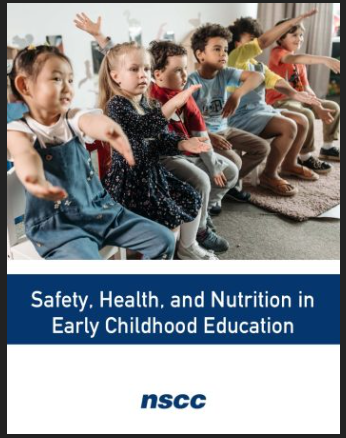 Safety, Health, and Nutrition in
Early Childhood Education
nscc